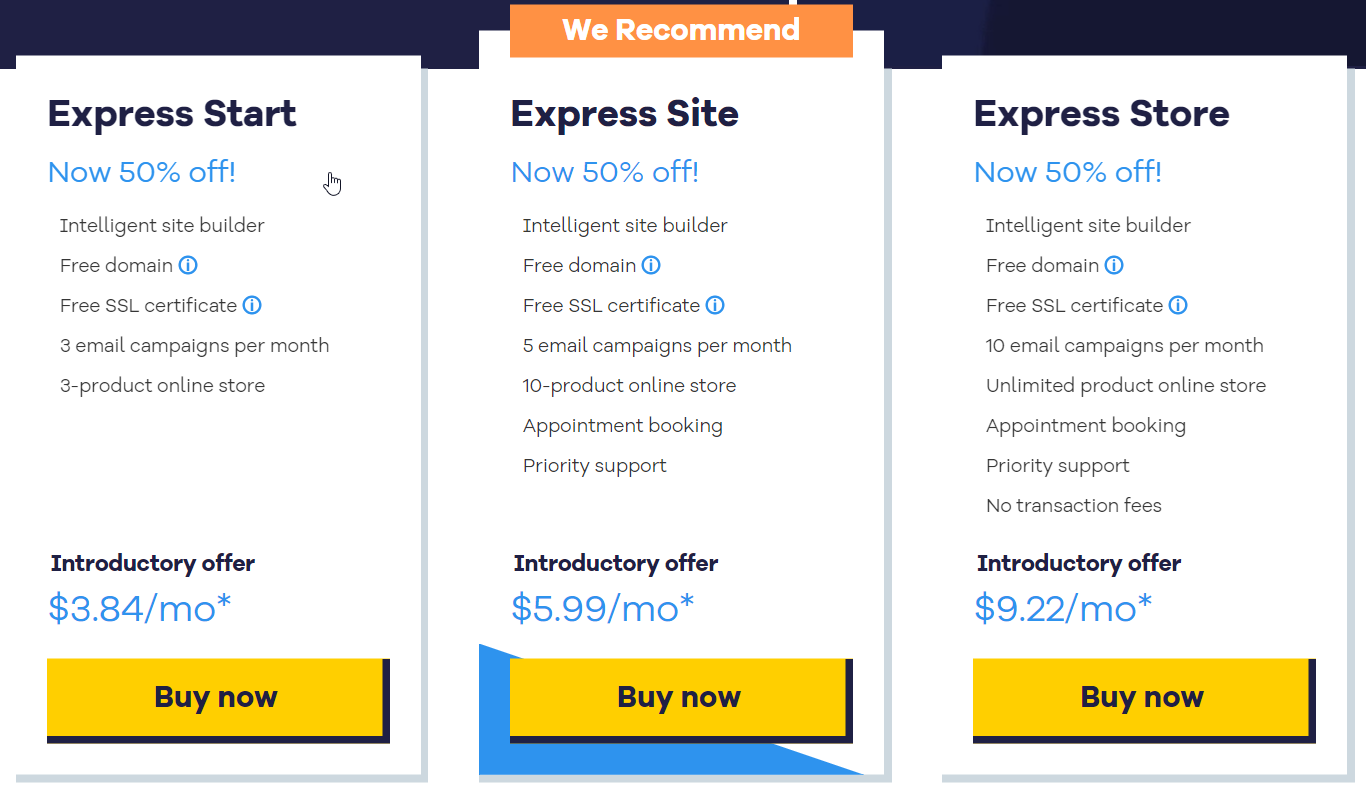 We Recommend
Express Start
Now 50% off!
Intelligent site builder
Free domain
Free SSL certificate
3 email campaigns per month
3-product online store
Introductory offer
$3.84/mo*
Buy now
Express Site
Now 50% off!
Intelligent site builder
Free domain
Free SSL certificate
5 email campaigns per month
10-product online store
Appointment booking
Priority support
Introductory offer
$5.99/mo*
Buy now
Express Store
Now 50% off!
Intelligent site builder
Free domain
Free SSL certificate
10 email campaigns per month
Unlimited product online store
Appointment booking
Priority support
No transaction fees
Introductory offer
$9.22/mo*
Buy now